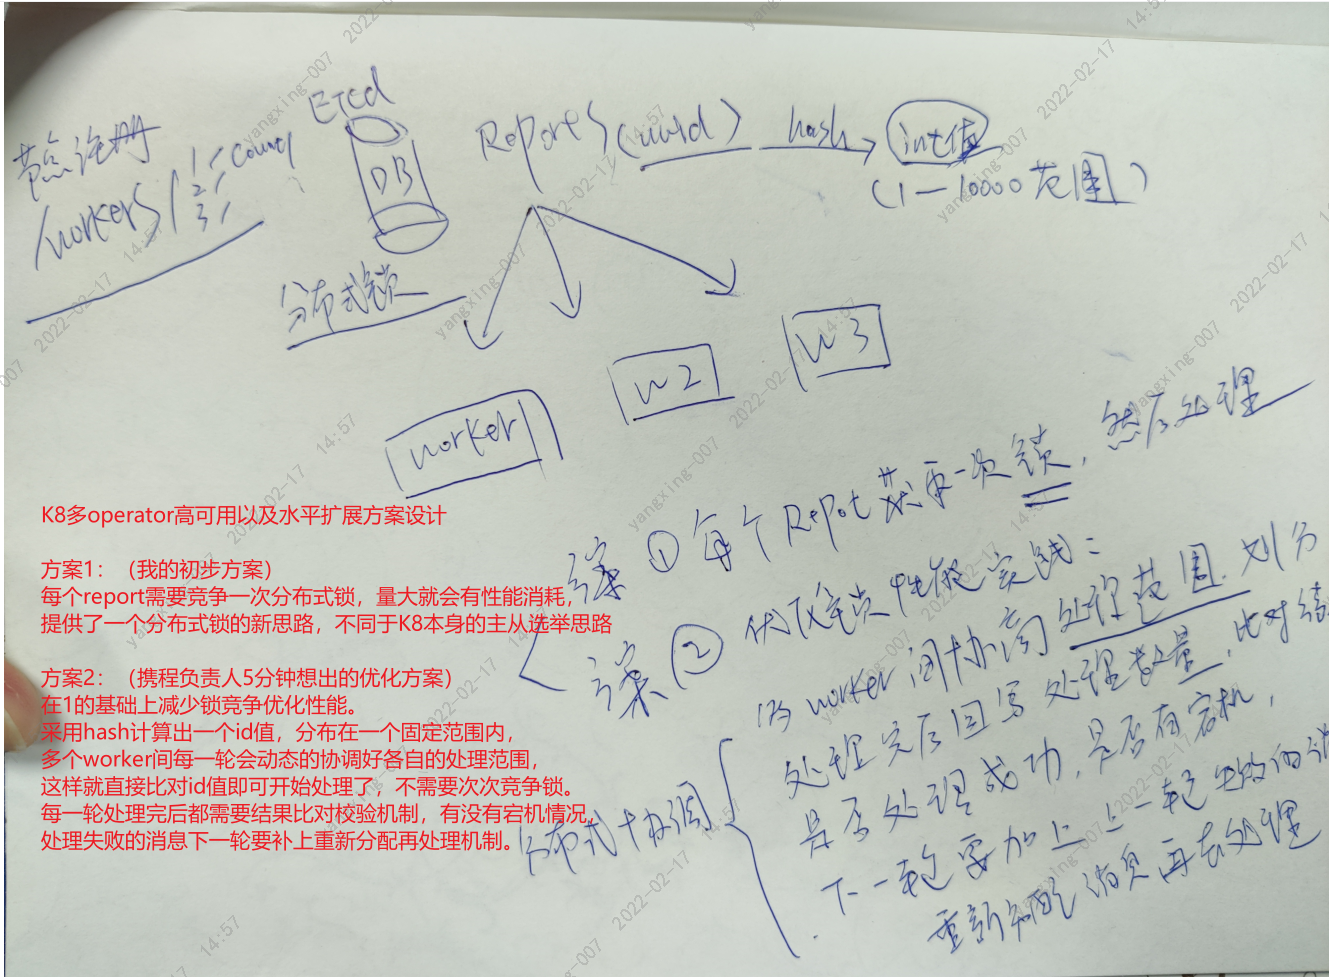 Etcd
DB
节点注册
/workers/
1
2
3
count
Reports(uuid)
hash
int值
(1—10000范围)
分布式锁
worker
W2
W3
K8多operator高可用以及水平扩展方案设计
方案1：（我的初步方案）
每个report需要竞争一次分布式锁，量大就会有性能消耗，
提供了一个分布式锁的新思路，不同于K8本身的主从选举思路
方案2：（携程负责人5分钟想出的优化方案）
在1的基础上减少锁竞争优化性能。
采用hash计算出一个id值，分布在一个固定范围内，
多个worker间每一轮会动态的协调好各自的处理范围，
这样就直接比对id值即可开始处理了，不需要次次竞争锁。
每一轮处理完后都需要结果比对校验机制，有没有宕机情况，
处理失败的消息下一轮要补上重新分配再处理机制。
方案 ① 每个Repot 获取一次锁，然后处理
方案 ②
worker间协商处理范围划分
处理完后回写处理数量，比对
是否处理成功，是否有宕机，
下一轮要加上上一轮失败的消
重新分配消息再去处理
分布式+协调
yangxing-007 2022-02-17 14:57